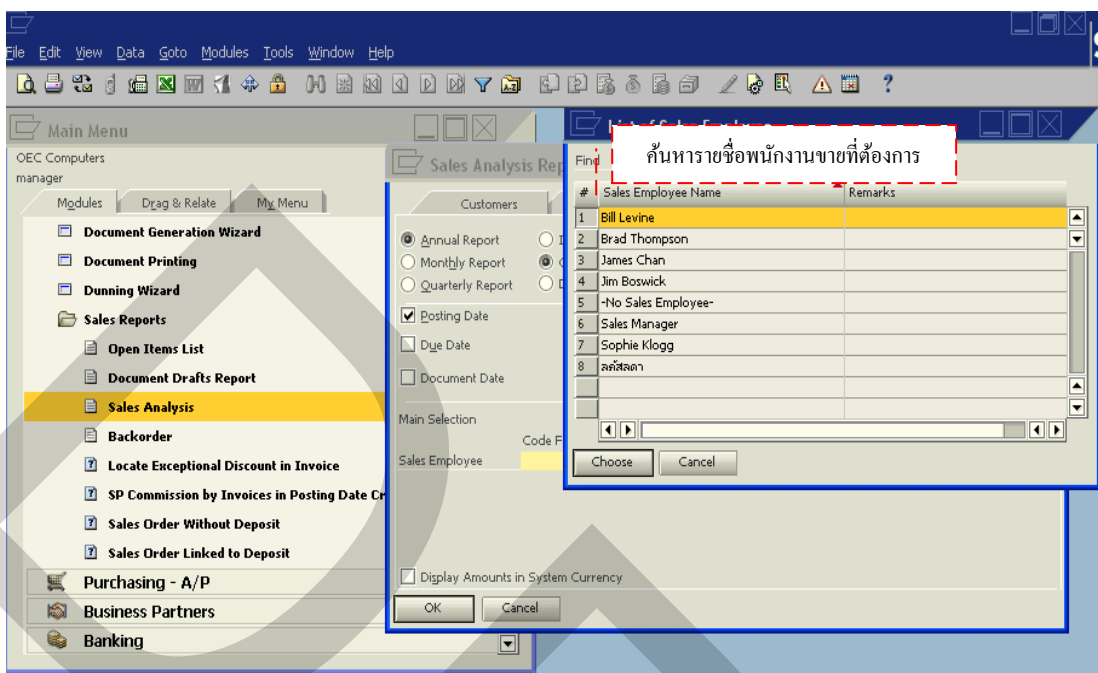 File Edit View Data Goto Modules Tools Window Help
Main Menu
OEC Computers
manager
Modules Drag & Relate My Menu
Document Generation Wizard
Document Printing
Dunning Wizard
Sales Reports
Open Items List
Document Drafts Report
Sales Analysis
Backorder
Locate Exceptional Discount in Invoice
SP Commission by Invoices in Posting Date Cr
Sales Order Without Deposit
Sales Order Linked to Deposit
Purchasing - A/P
Business Partners
Banking
Sales Analysis Rep
Customers
Annual Report
Monthly Report
Quarterly Report
Posting Date
Due Date
Document Date
Main Selection
Code F
Sales Employee
Display Amounts in System Currency
OK Cancel
ค้นหารายชื่อพนักงานขายที่ต้องการ
Find
# Sales Employee Name Remarks
1 Bill Levine
2 Brad Thompson
3 James Chan
4 Jim Boswick
5 -No Sales Employee-
6 Sales Manager
7 Sophie Klogg
8 ลดัสลดา
Choose Cancel